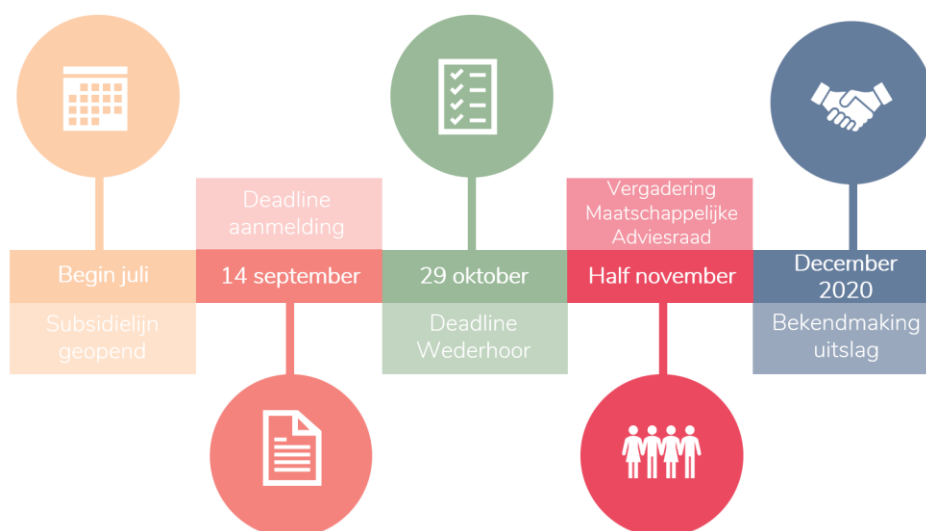 Begin juli
Subsidielijn
geopend
Deadline
aanmelding
14 september
29 oktober
Deadline
Wederhoor
Vergadering
Maatschappelijke
Adviesraad
Half november
December
2020
Bekendmaking
uitslag